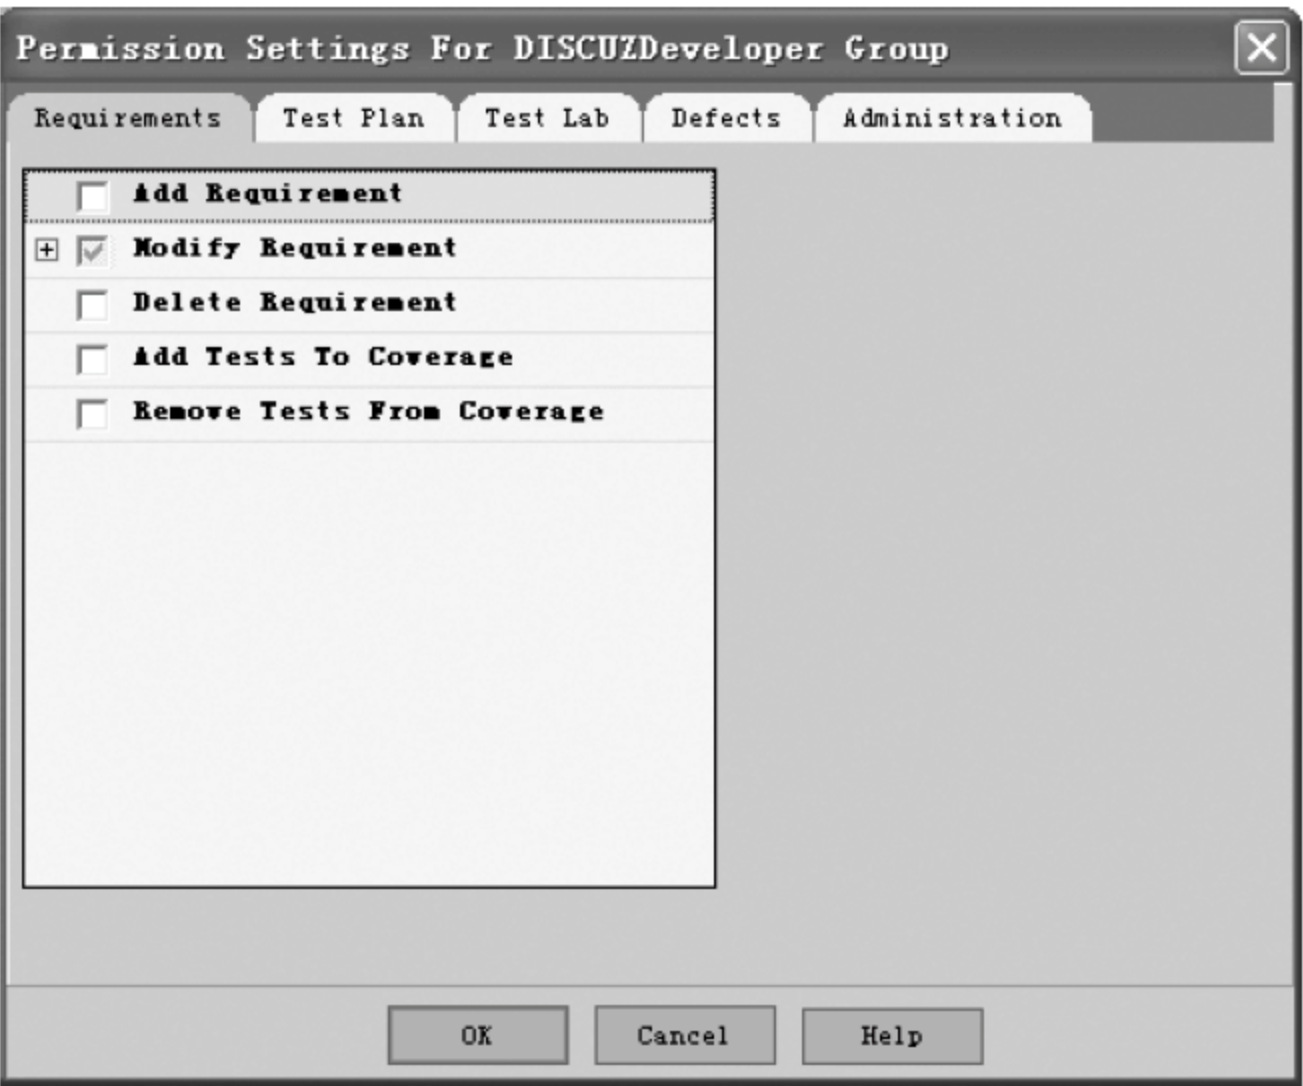 Permission Settings For DISCUZDeveloper Group
Requirements Test Plan Test Lab Defects Administration
Add Requirement
Modify Requirement
Delete Requirement
Add Tests To Coverage
Remove Tests From Coverage
OK Cancel Help